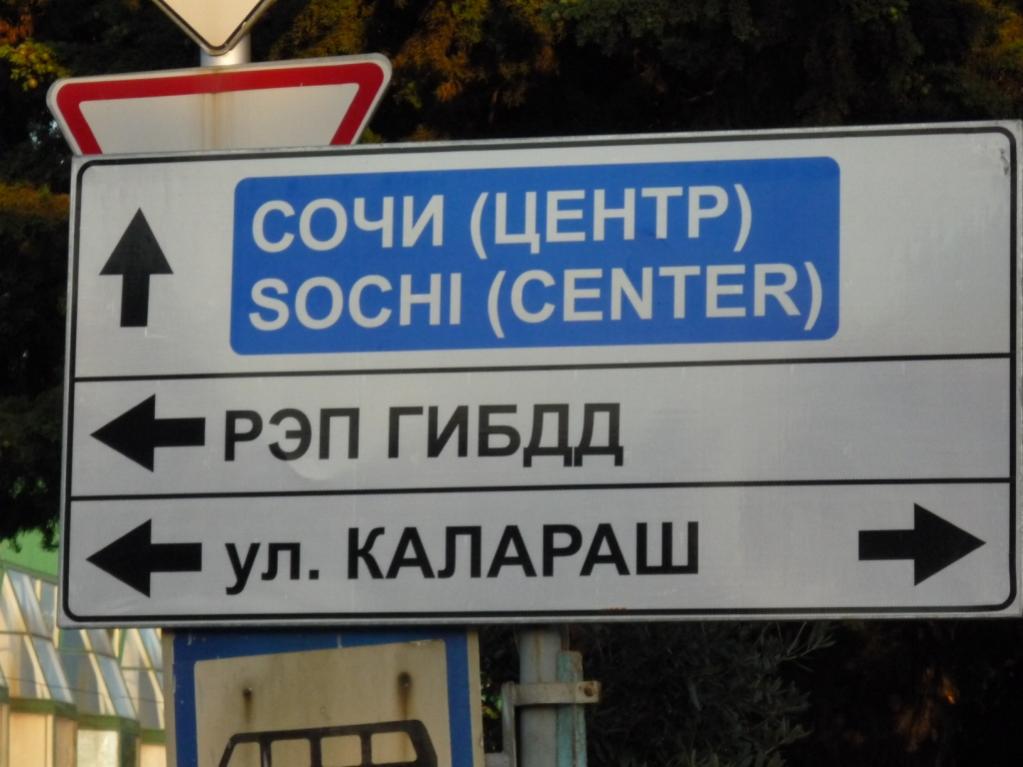 СОЧИ (ЦЕНТР)
SOCHI (CENTER)
РЭП ГИБДД
ул. КАЛАРАШ